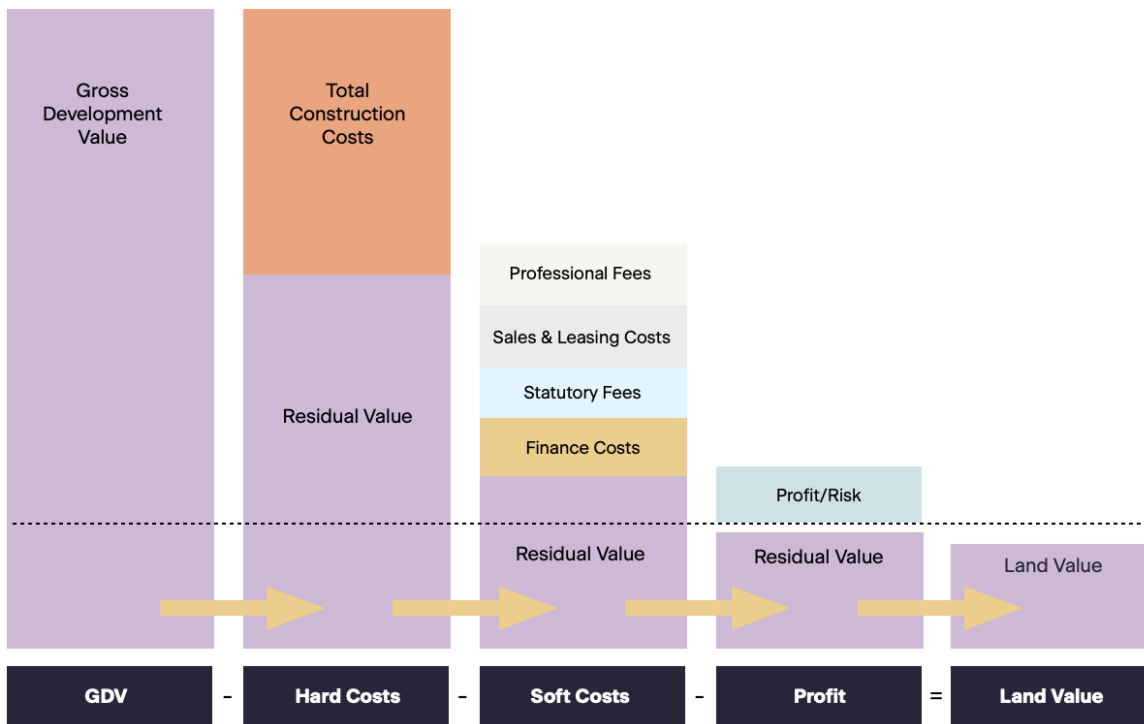 Gross
Development
Value
Total
Construction
Costs
Residual Value
Professional Fees
Sales & Leasing Costs
Statutory Fees
Finance Costs
Residual Value
Profit/Risk
Residual Value
Land Value
GDV - Hard Costs - Soft Costs - Profit = Land Value